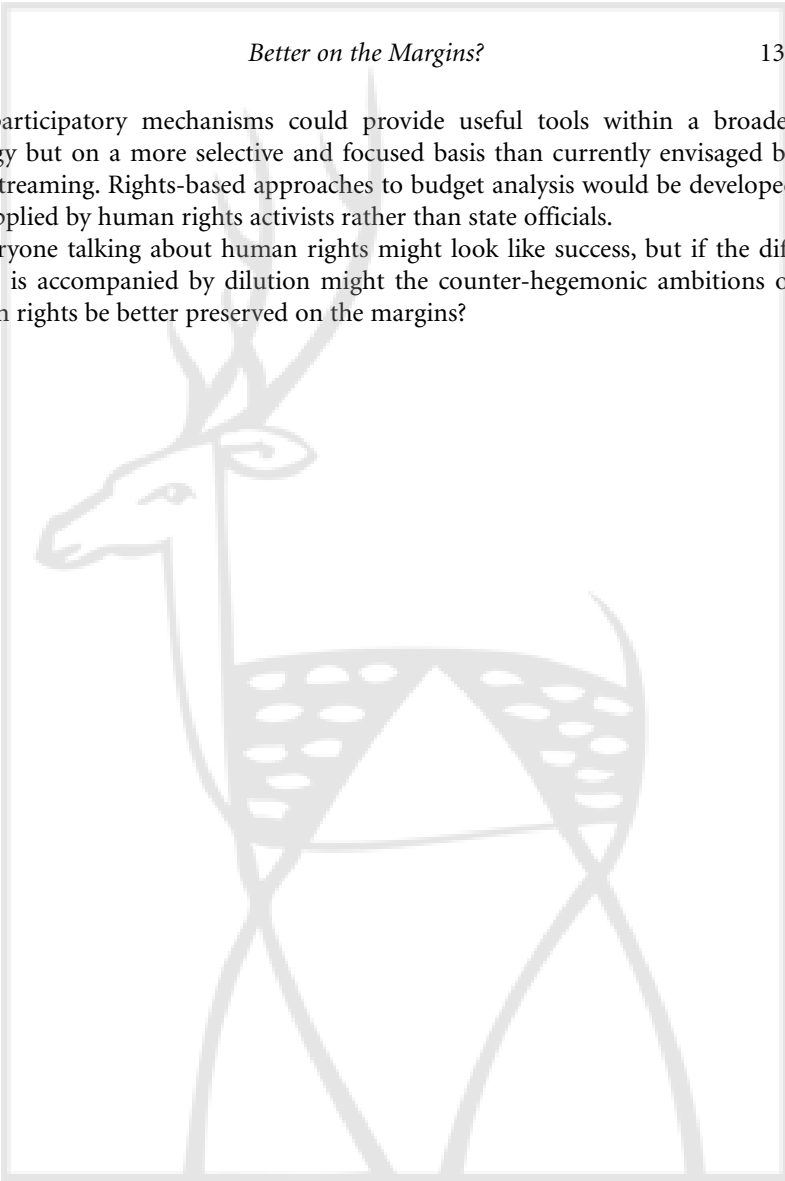 Better on the Margins? 13
articipatory mechanisms could provide useful tools within a broade
gy but on a more selective and focused basis than currently envisaged b
treaming. Rights-based approaches to budget analysis would be develope
pplied by human rights activists rather than state officials.
ryone talking about human rights might look like success, but if the dif
is accompanied by dilution might the counter-hegemonic ambitions o
n rights be better preserved on the margins?